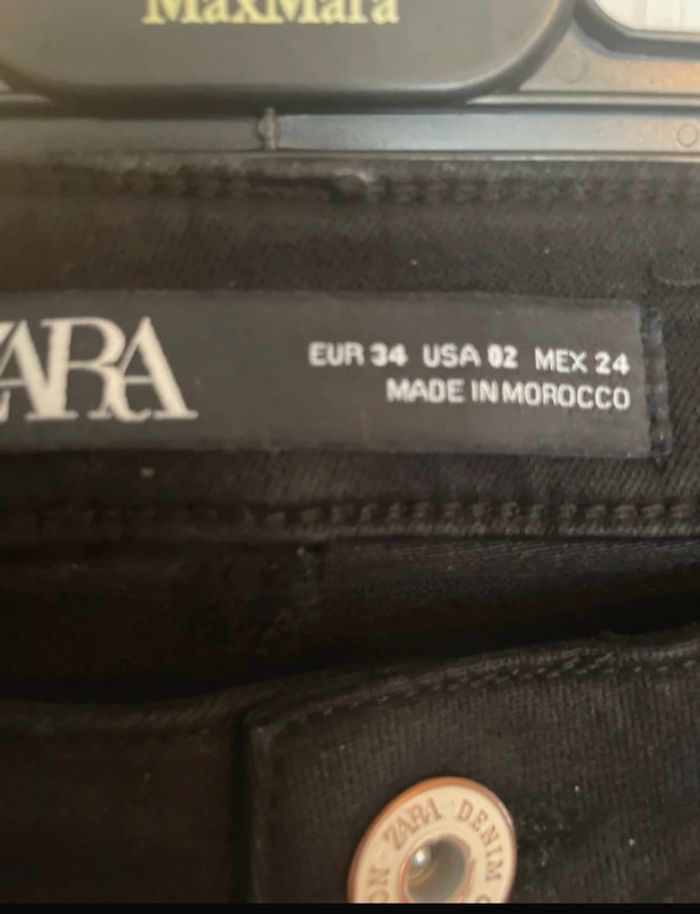 MaxMara
ZARA
EUR 34 USA 02 MEX 24
MADE IN MOROCCO
ZARA DENIM